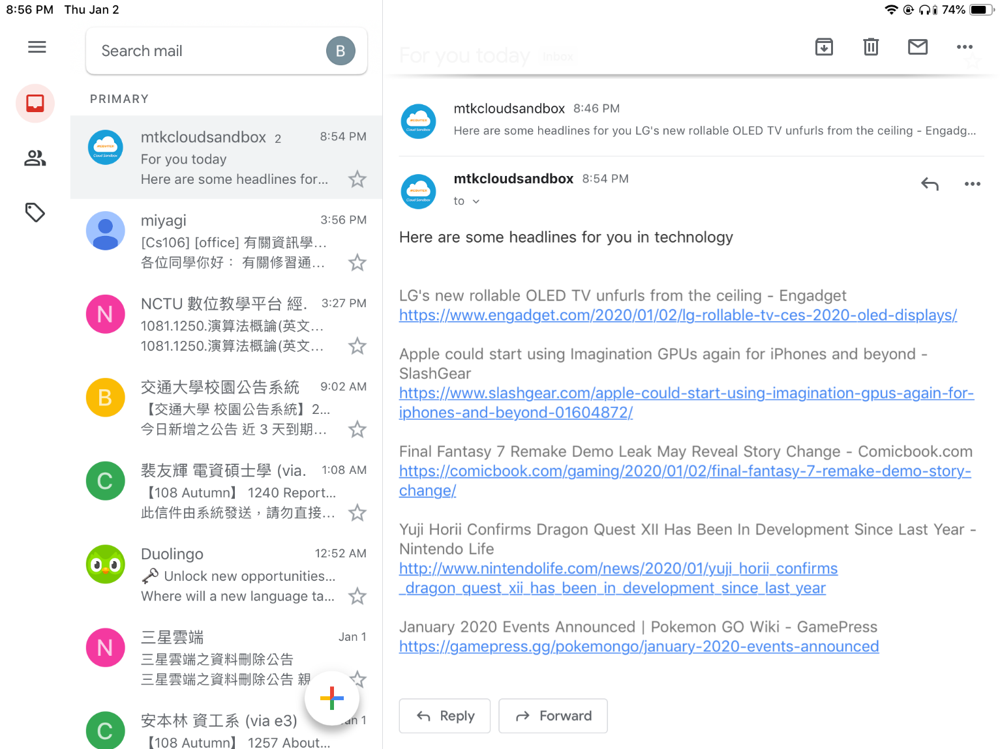 8:56 PM Thu Jan 2
74%
Search mail
B
PRIMARY
mtkcloudsandbox 2 8:54 PM
For you today
Here are some headlines for...
miyagi 3:56 PM
[Cs106] [office] 有關資訊學...
各位同學你好： 有關修習通...
N
NCTU 數位教學平台 經. 3:27 PM
1081.1250.演算法概論(英文...
1081.1250.演算法概論(英文...
B
交通大學校園公告系統 9:02 AM
【交通大學 校園公告系統】2...
今日新增之公告 近 3 天到期...
C
裴友輝 電資碩士學 (via. 1:08 AM
【108 Autumn】 1240 Report...
此信件由系統發送，請勿直接...
Duolingo 12:52 AM
Unlock new opportunities...
Where will a new language ta...
N
三星雲端 Jan 1
三星雲端之資料刪除公告
三星雲端之資料刪除公告 親
C
安本林 資工系 (via e3) an 1
【108 Autumn】 1257 About...
For you today Inbox
MEDIATEK
Cloud Sandbox
mtkcloudsandbox 8:46 PM
Here are some headlines for you LG's new rollable OLED TV unfurls from the ceiling - Engadg...
MEDIATEK
Cloud Sandbox
mtkcloudsandbox 8:54 PM
to
Here are some headlines for you in technology
LG's new rollable OLED TV unfurls from the ceiling - Engadget
https://www.engadget.com/2020/01/02/lg-rollable-tv-ces-2020-oled-displays/
Apple could start using Imagination GPUs again for iPhones and beyond -
SlashGear
https://www.slashgear.com/apple-could-start-using-imagination-gpus-again-for-
iphones-and-beyond-01604872/
Final Fantasy 7 Remake Demo Leak May Reveal Story Change - Comicbook.com
https://comicbook.com/gaming/2020/01/02/final-fantasy-7-remake-demo-story-
change/
Yuji Horii Confirms Dragon Quest XII Has Been In Development Since Last Year -
Nintendo Life
http://www.nintendolife.com/news/2020/01/yuji_horii_confirms
_dragon_quest_xii_has_been_in_development_since_last_year
January 2020 Events Announced | Pokemon GO Wiki - GamePress
https://gamepress.gg/pokemongo/january-2020-events-announced
Reply
Forward